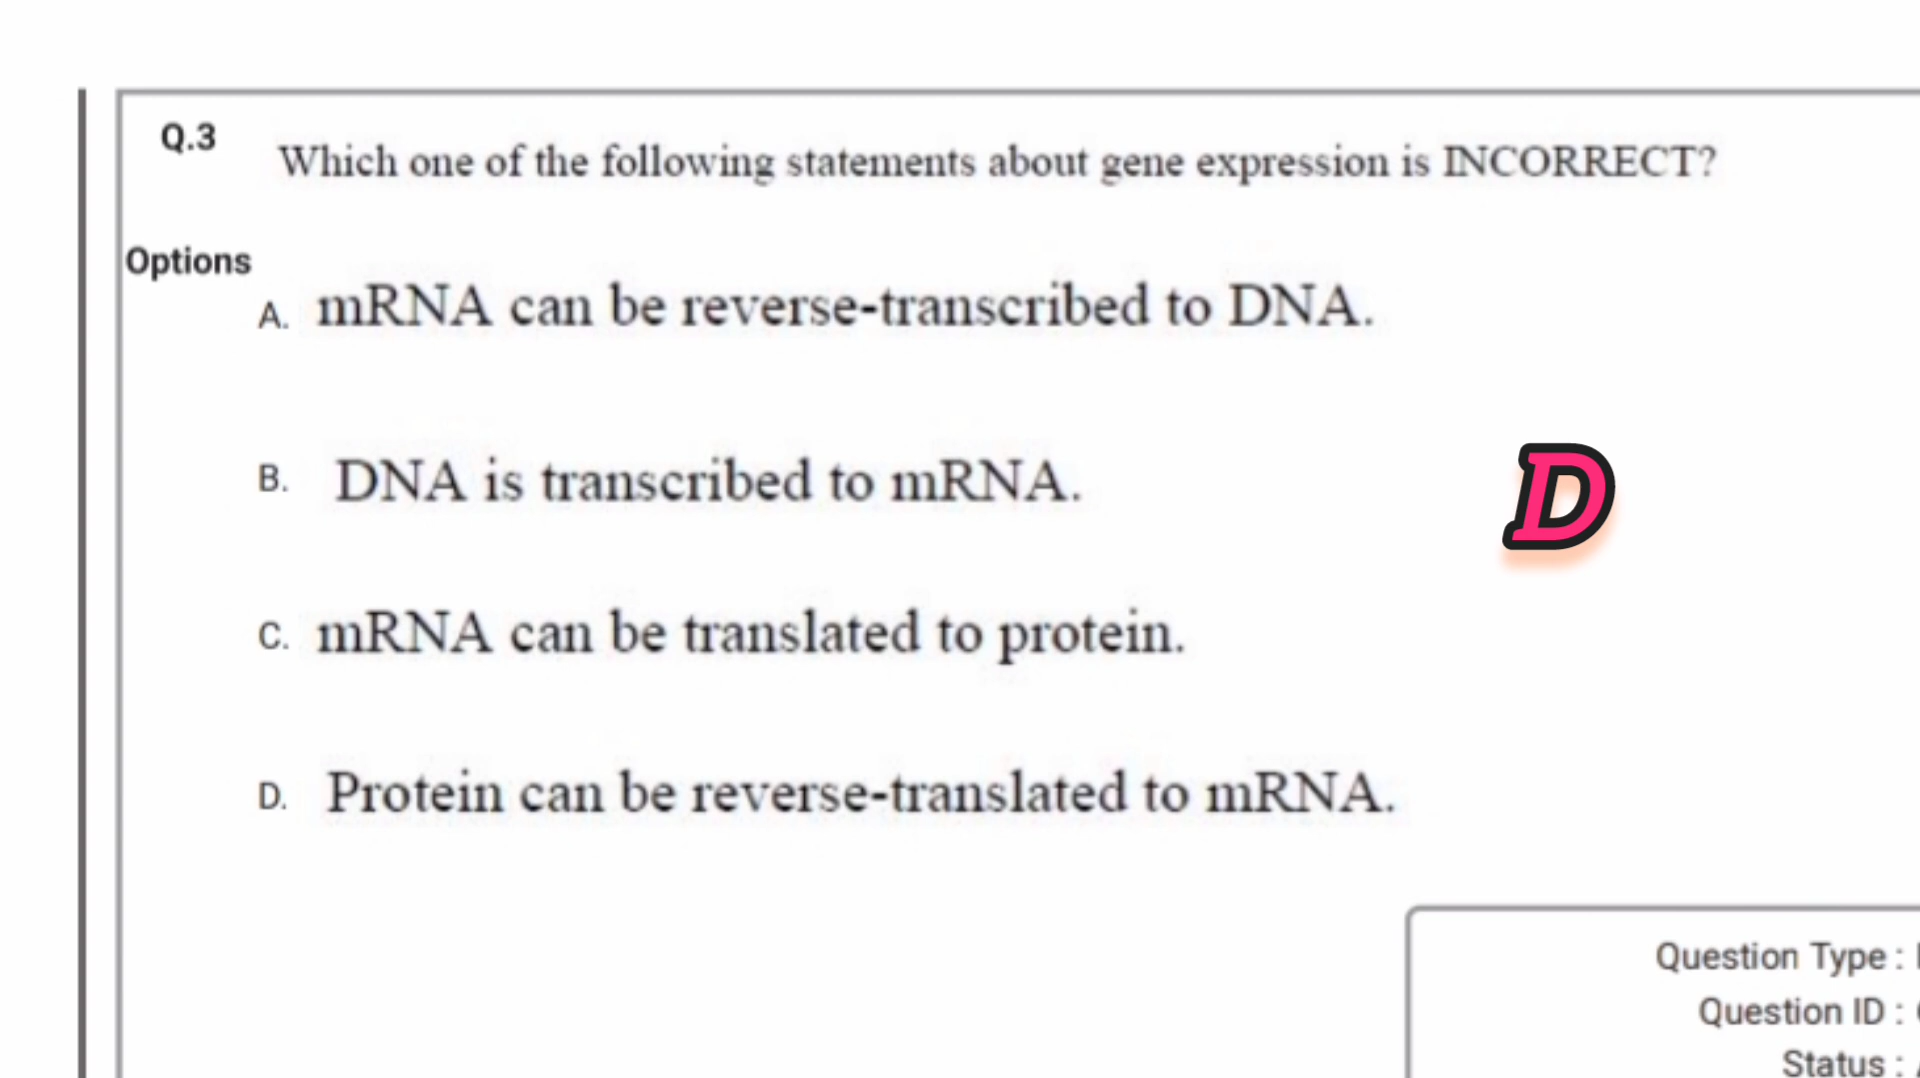 Q.3 Which one of the following statements about gene expression is INCORRECT?
Options
A. mRNA can be reverse-transcribed to DNA.
B. DNA is transcribed to mRNA.
D
C. mRNA can be translated to protein.
D. Protein can be reverse-translated to mRNA.
Question Type :
Question ID :
Status :